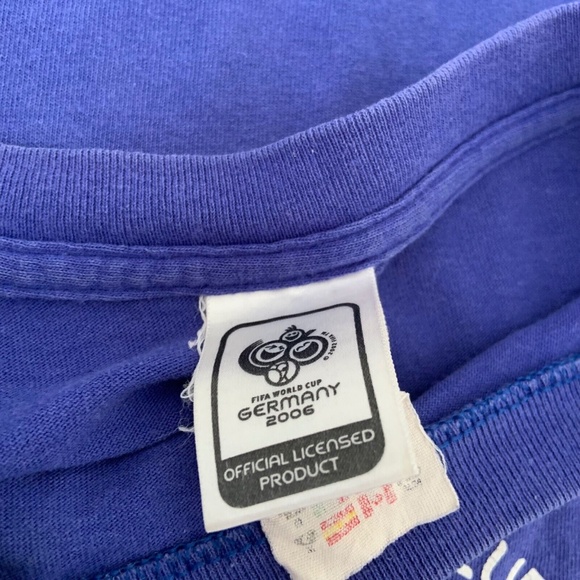 FIFA WORLD CUP
GERMANY
2006
OFFICIAL LICENSED
PRODUCT